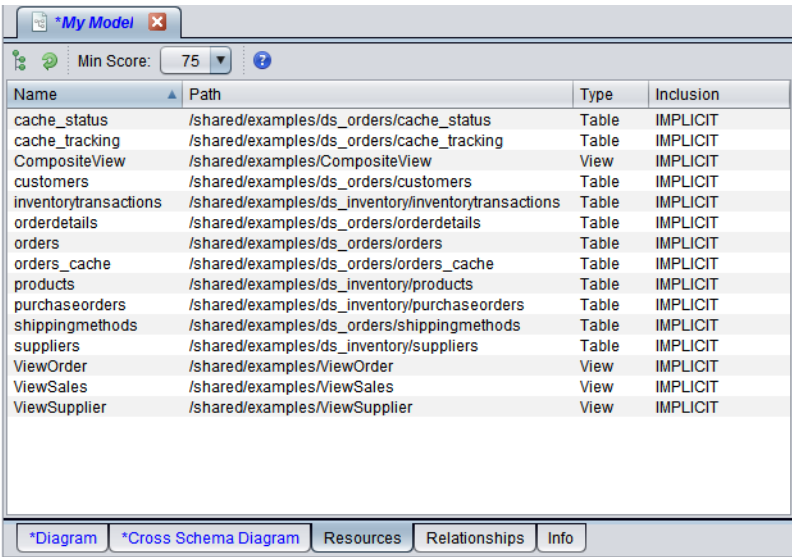 *My Model
Min Score: 75
Name Path Type Inclusion
cache_status /shared/examples/ds_orders/cache_status Table IMPLICIT
cache_tracking /shared/examples/ds_orders/cache_tracking Table IMPLICIT
CompositeView /shared/examples/CompositeView View IMPLICIT
customers /shared/examples/ds_orders/customers Table IMPLICIT
inventorytransactions /shared/examples/ds_inventory/inventorytransactions Table IMPLICIT
orderdetails /shared/examples/ds_orders/orderdetails Table IMPLICIT
orders /shared/examples/ds_orders/orders Table IMPLICIT
orders_cache /shared/examples/ds_orders/orders_cache Table IMPLICIT
products /shared/examples/ds_inventory/products Table IMPLICIT
purchaseorders /shared/examples/ds_inventory/purchaseorders Table IMPLICIT
shippingmethods /shared/examples/ds_orders/shippingmethods Table IMPLICIT
suppliers /shared/examples/ds_inventory/suppliers Table IMPLICIT
ViewOrder /shared/examples/ViewOrder View IMPLICIT
ViewSales /shared/examples/ViewSales View IMPLICIT
ViewSupplier /shared/examples/ViewSupplier View IMPLICIT
*Diagram *Cross Schema Diagram Resources Relationships Info